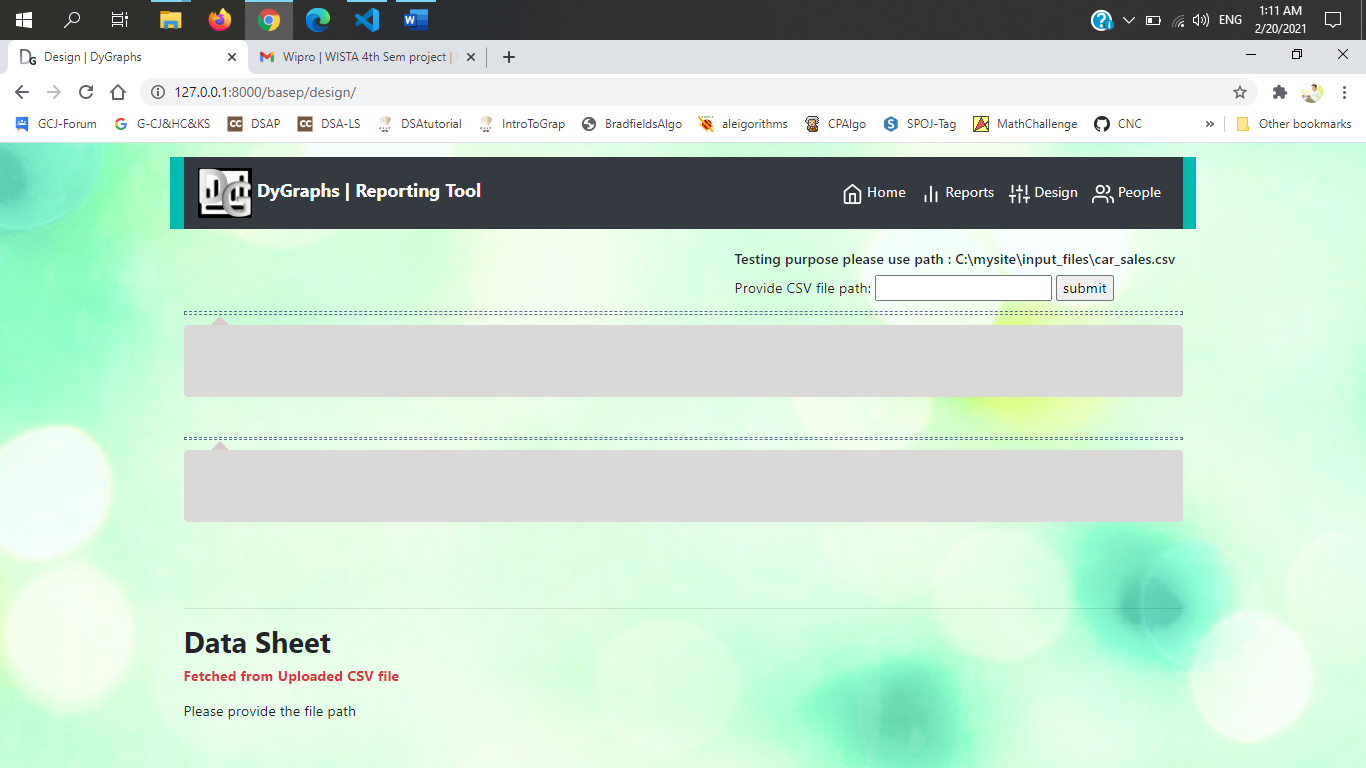 ENG
1:11 AM
2/20/2021
DG Design | DyGraphs
Wipro | WISTA 4th Sem project |
127.0.0.1:8000/basep/design/
GCJ-Forum G-CJ&HC&KS DSAP DSA-LS DSAtutorial IntroToGrap BradfieldsAlgo aleigorithms CPAlgo SPOJ-Tag MathChallenge CNC » Other bookmarks
DG DyGraphs | Reporting Tool Home Reports Design People
Testing purpose please use path : C:\mysite\input_files\car_sales.csv
Provide CSV file path: submit
Data Sheet
Fetched from Uploaded CSV file
Please provide the file path